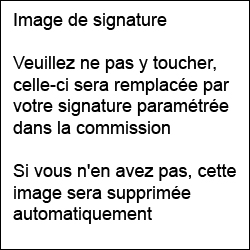 Image de signature
Veuillez ne pas y toucher,
celle-ci sera remplacée par
votre signature paramétrée
dans la commission
Si vous n'en avez pas, cette
image sera supprimée
automatiquement